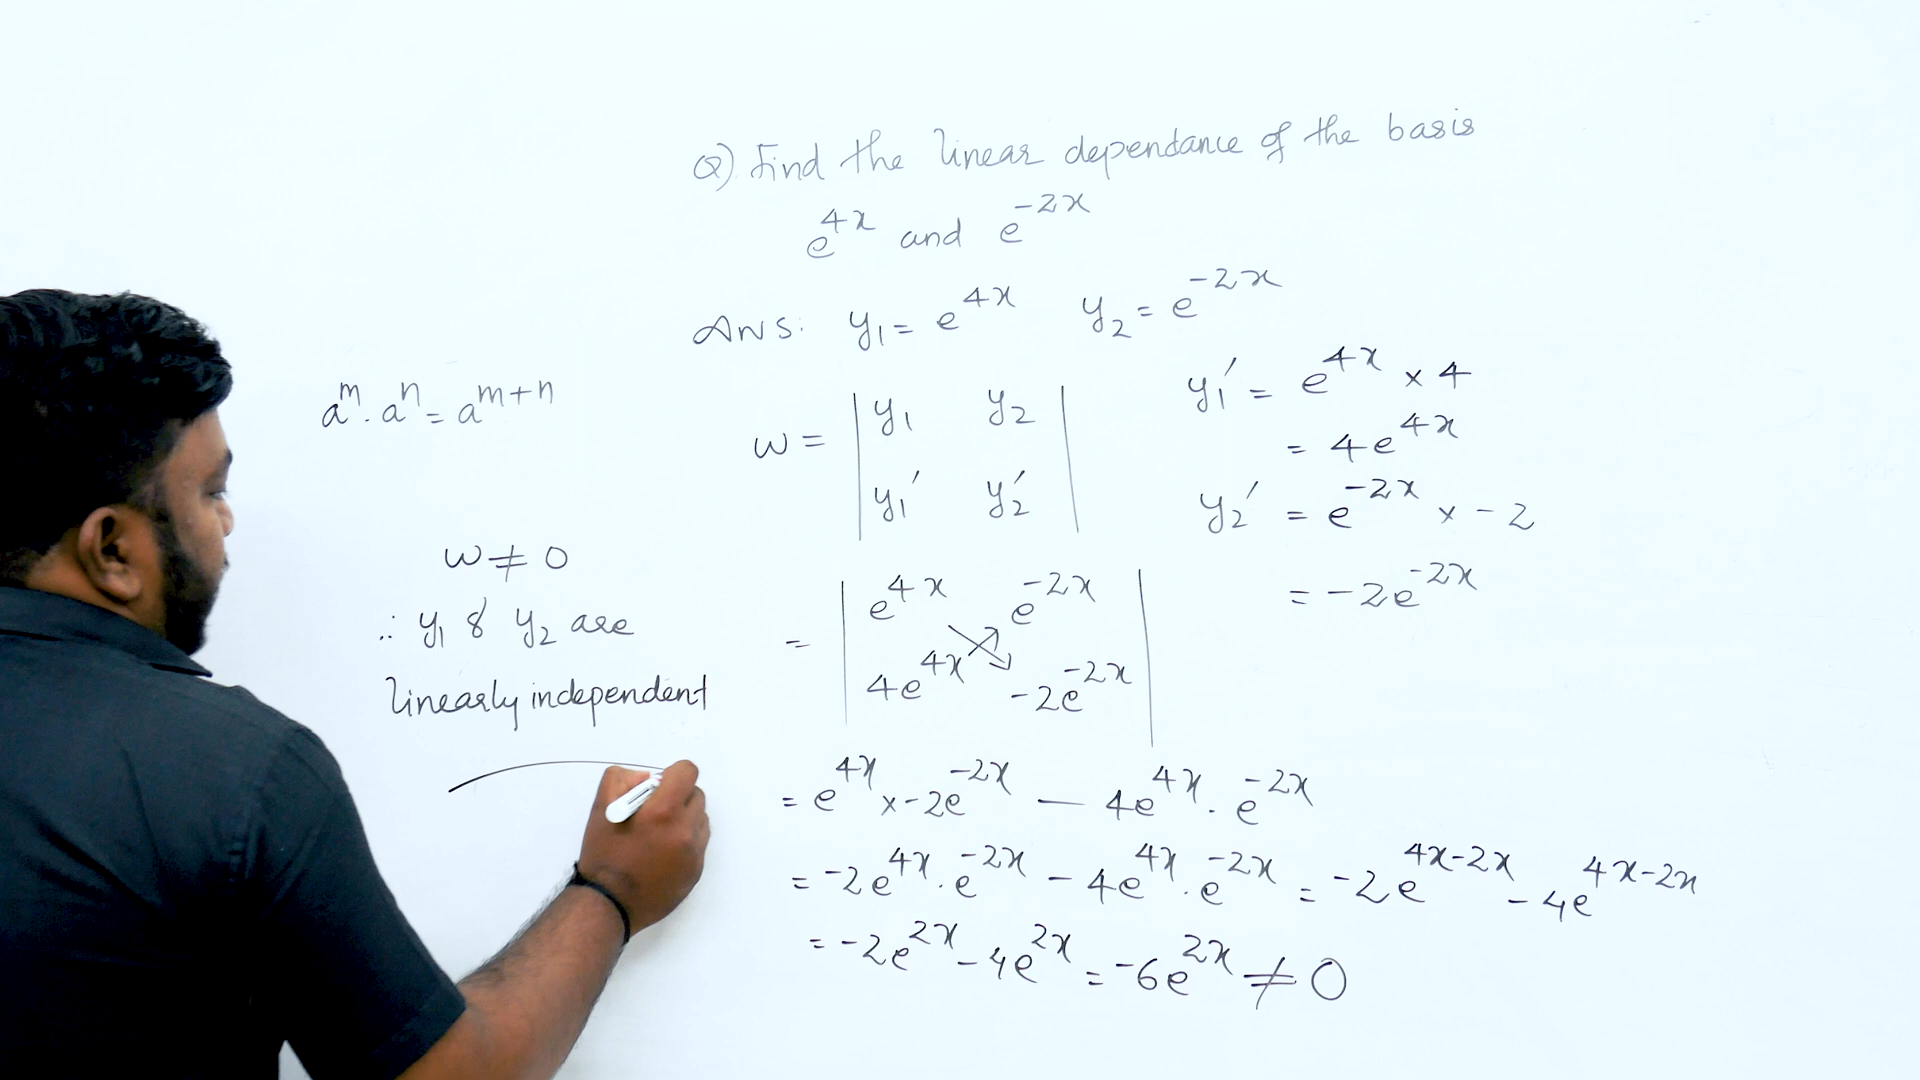 Q) Find the linear dependance of the basis
e^{4x} and e^{-2x}
Ans: y₁ = e^{4x} y₂ = e^{-2x}
a^m . a^n = a^{m+n}
w = | y₁ y₂ |
| y₁′ y₂′ |
y₁′ = e^{4x} × 4
= 4e^{4x}
y₂′ = e^{-2x} × -2
= -2e^{-2x}
= | e^{4x} e^{-2x} |
| 4e^{4x} -2e^{-2x} |
= e^{4x} × -2e^{-2x} — 4e^{4x} . e^{-2x}
= -2e^{4x} . e^{-2x} - 4e^{4x} . e^{-2x} = -2e^{4x-2x} - 4e^{4x-2x}
= -2e^{2x} - 4e^{2x} = -6e^{2x} ≠ 0
w ≠ 0
∴ y₁ & y₂ are
linearly independent